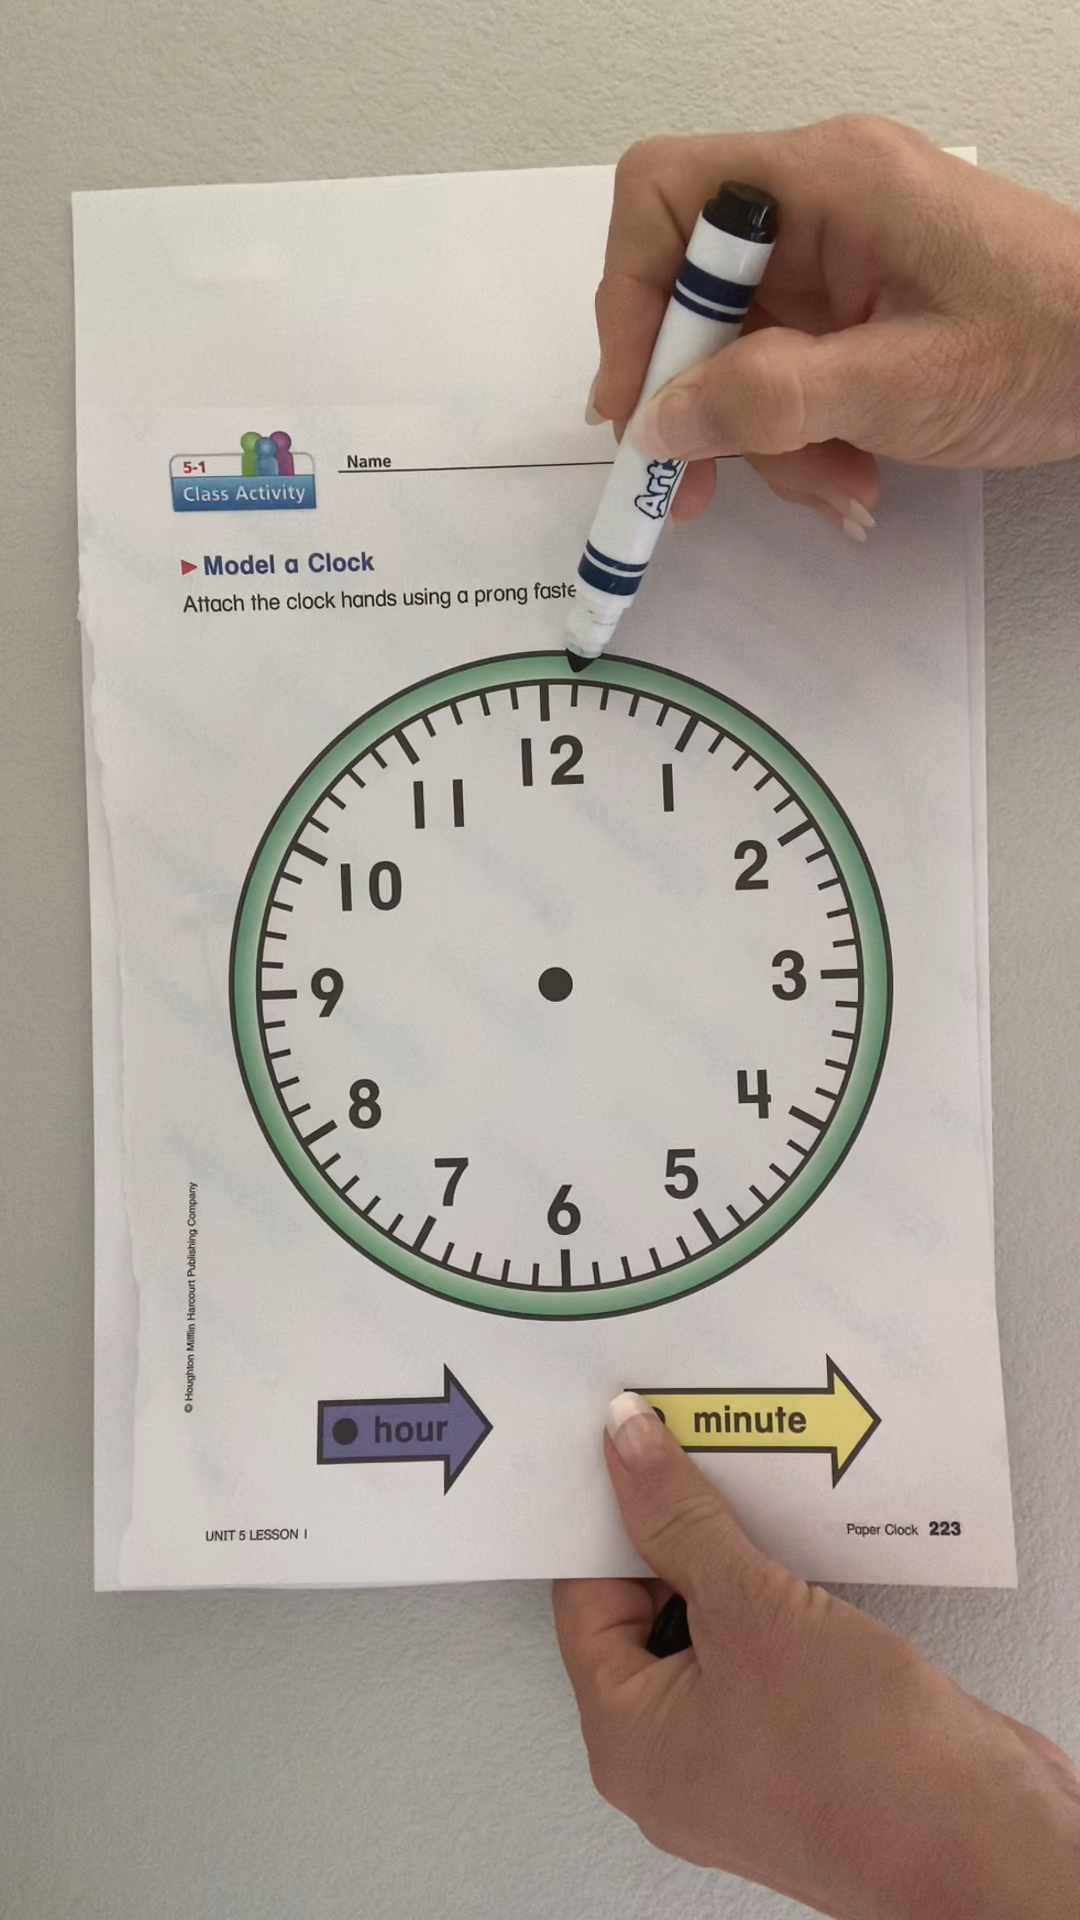 5-1
Class Activity
Name
Model a Clock
Attach the clock hands using a prong faste
Arts
12
11
1
10
2
9
3
8
4
7
5
6
© Houghton Mifflin Harcourt Publishing Company
hour
minute
UNIT 5 LESSON 1
Paper Clock 223